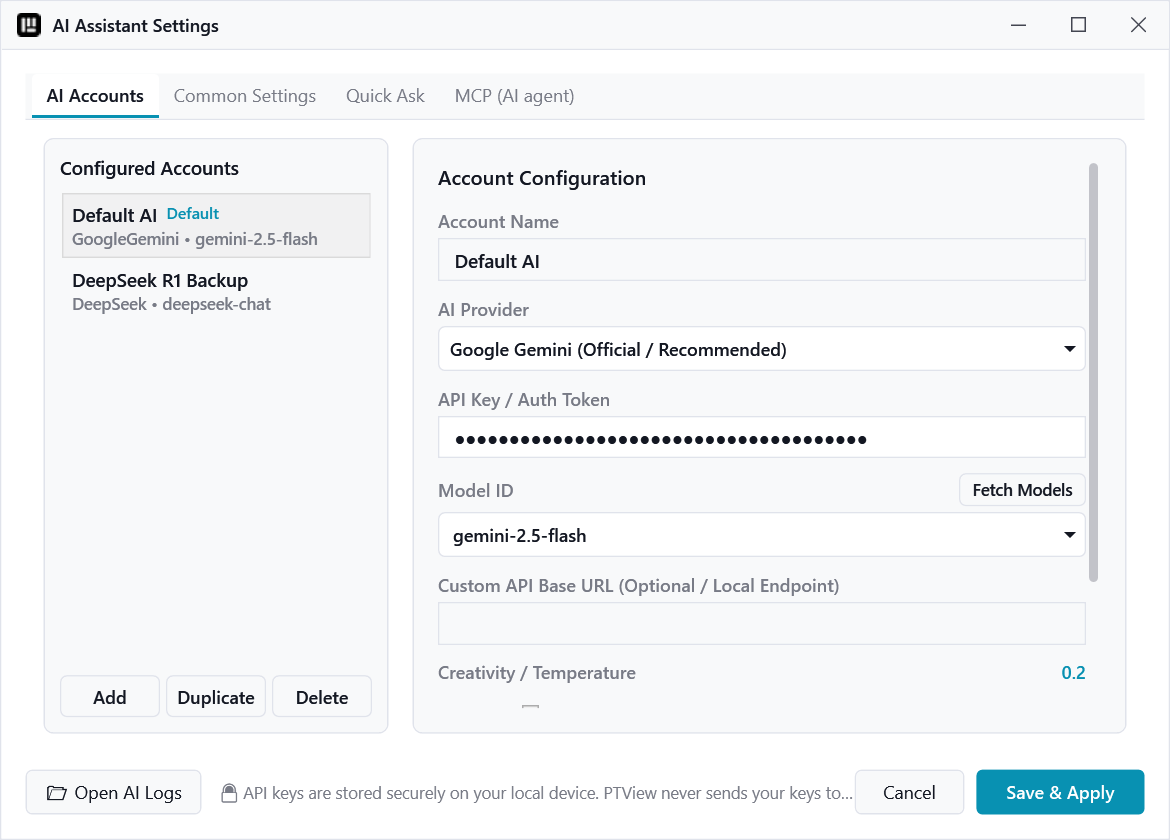 AI Assistant Settings
AI Accounts
Common Settings
Quick Ask
MCP (AI agent)
Configured Accounts
Default AI Default
GoogleGemini • gemini-2.5-flash
DeepSeek R1 Backup
DeepSeek • deepseek-chat
Add
Duplicate
Delete
Account Configuration
Account Name
Default AI
AI Provider
Google Gemini (Official / Recommended)
API Key / Auth Token
••••••••••••••••••••••••••••••••••••••
Model ID
Fetch Models
gemini-2.5-flash
Custom API Base URL (Optional / Local Endpoint)
Creativity / Temperature
0.2
Open AI Logs
API keys are stored securely on your local device. PTView never sends your keys to...
Cancel
Save & Apply